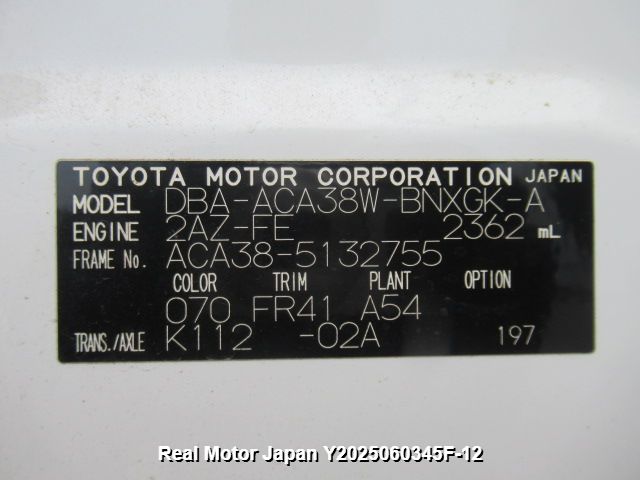 TOYOTA MOTOR CORPORATION JAPAN
MODEL DBA-ACA38W-BNXGK-A
ENGINE 2AZ-FE 2362 mL
FRAME No. ACA38-5132755
COLOR TRIM PLANT OPTION
070 FR41 A54
TRANS./AXLE K112 -02A 197
Real Motor Japan Y2025060345F-12